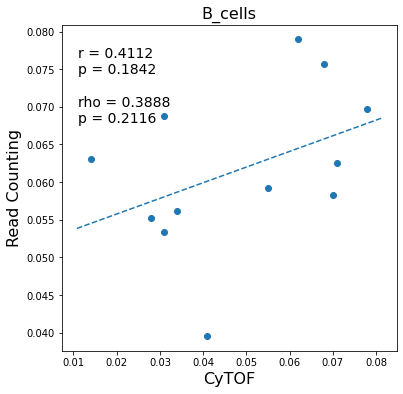 B_cells
r = 0.4112
p = 0.1842
rho = 0.3888
p = 0.2116
Read Counting
0.080
0.075
0.070
0.065
0.060
0.055
0.050
0.045
0.040
0.01 0.02 0.03 0.04 0.05 0.06 0.07 0.08
CyTOF